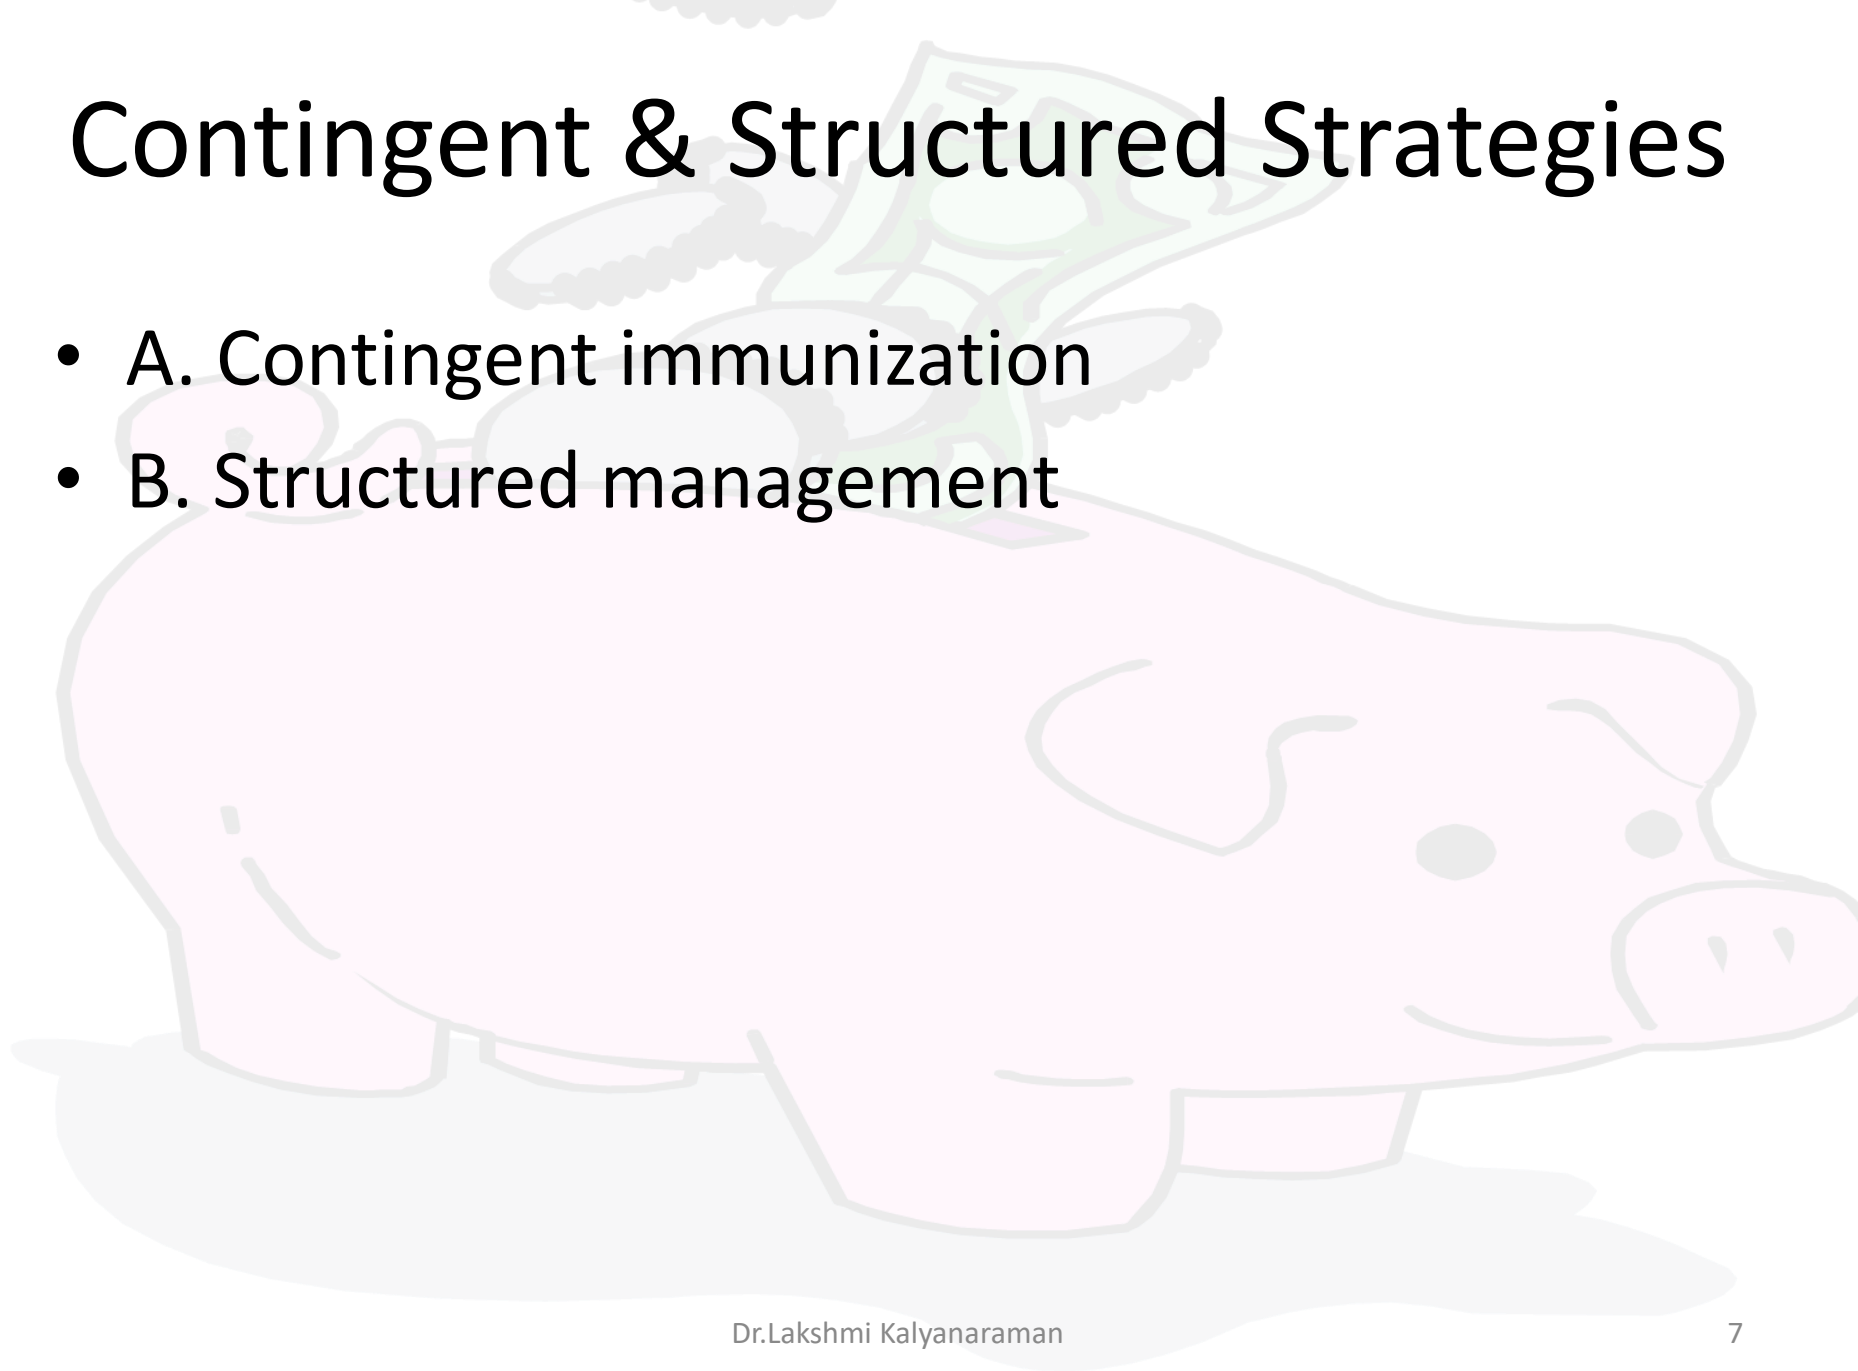 Contingent & Structured Strategies
• A. Contingent immunization
• B. Structured management
Dr.Lakshmi Kalyanaraman
7